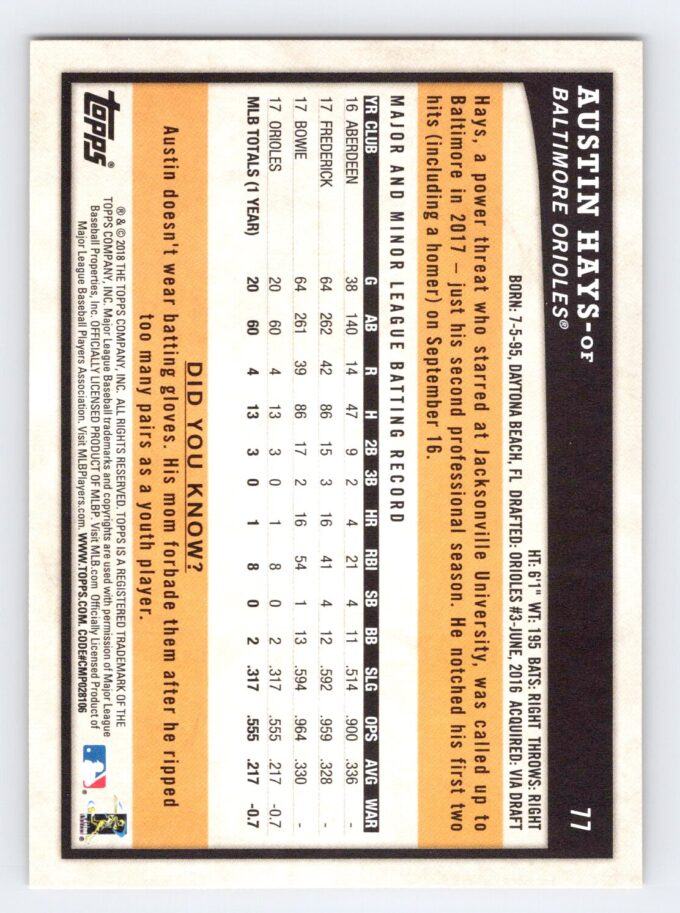 77
AUSTIN HAYS-OF
BALTIMORE ORIOLES®
HT: 6'1" WT: 195 BATS: RIGHT THROWS: RIGHT
BORN: 7-5-95, DAYTONA BEACH, FL DRAFTED: ORIOLES #3-JUNE, 2016 ACQUIRED: VIA DRAFT
Hays, a power threat who starred at Jacksonville University, was called up to
Baltimore in 2017 – just his second professional season. He notched his first two
hits (including a homer) on September 16.
MAJOR AND MINOR LEAGUE BATTING RECORD
YR CLUB G AB R H 2B 3B HR RBI SB BB SLG OPS AVG WAR
16 ABERDEEN 38 140 14 47 9 2 4 21 4 11 .514 .900 .336
17 FREDERICK 64 262 42 86 15 3 16 41 4 12 .592 .959 .328 -
17 BOWIE 64 261 39 86 17 2 16 54 1 13 .594 .964 .330 -
17 ORIOLES 20 60 4 13 3 0 1 8 0 2 .317 .555 .217 -0.7
MLB TOTALS (1 YEAR) 20 60 4 13 3 0 1 8 0 2 .317 .555 .217 -0.7
DID YOU KNOW?
Austin doesn't wear batting gloves. His mom forbade them after he ripped
too many pairs as a youth player.
topps®
® & © 2018 THE TOPPS COMPANY, INC. ALL RIGHTS RESERVED. TOPPS IS A REGISTERED TRADEMARK OF THE
TOPPS COMPANY, INC. Major League Baseball trademarks and copyrights are used with permission of Major League
Baseball Properties, Inc. OFFICIALLY LICENSED PRODUCT OF MLBP. Visit MLB.com Officially Licensed Product of
Major League Baseball Players Association. Visit MLBPlayers.com. WWW.TOPPS.COM. CODE#CMP028106